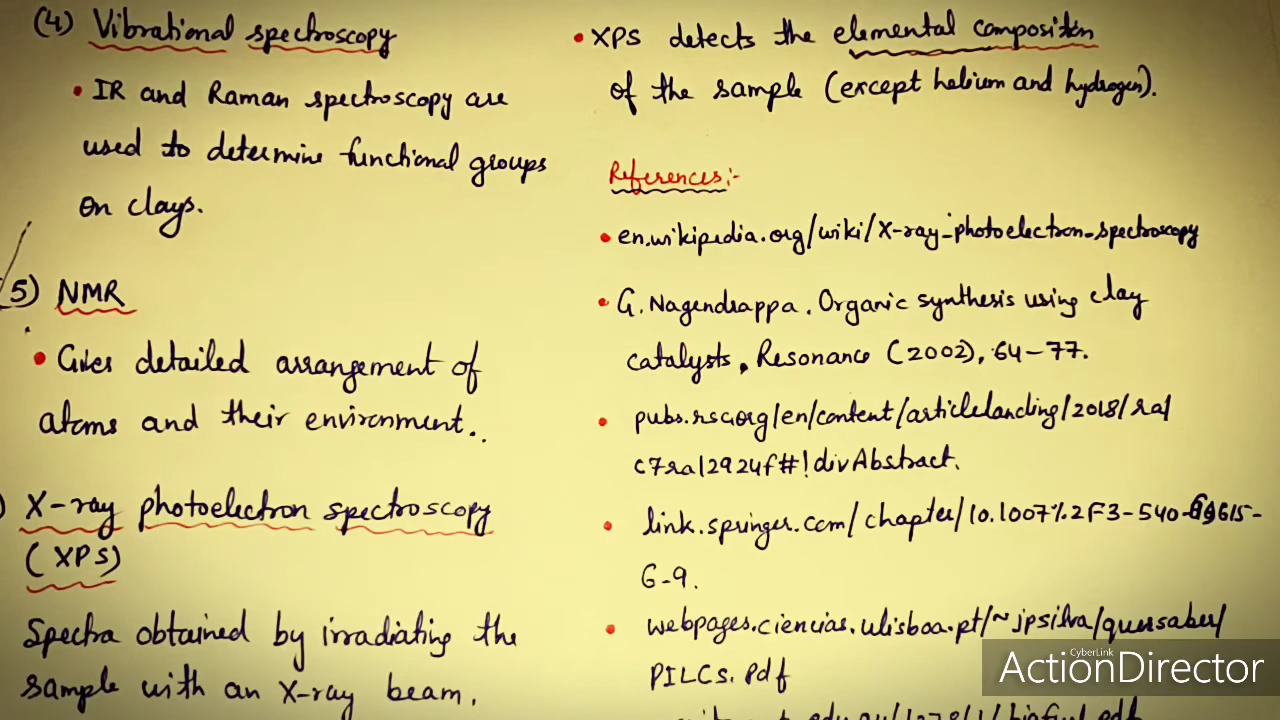 (4) Vibrational spectroscopy
• IR and Raman spectroscopy are
used to determine functional groups
on clays.
5) NMR
• Gives detailed arrangement of
atoms and their environment..
) X-ray photoelectron spectroscopy
(XPS)
Spectra obtained by irradiating the
sample with an X-ray beam.
• XPS detects the elemental composition
of the sample (except helium and hydrogen).
References:-
• en.wikipedia.org/wiki/X-ray_photoelectron_spectroscopy
• G. Nagendrappa. Organic synthesis using clay
catalysts. Resonance (2002), 64-77.
• pubs.rsc.org/en/content/articlelanding/2018/ra/
c7ra12924f#!divAbstract.
• link.springer.com/chapter/10.1007%2F3-540-69615-
6-9.
• webpages.ciencias.ulisboa.pt/~jpsilva/quersaber/
PILCs.pdf
CyberLink
ActionDirector